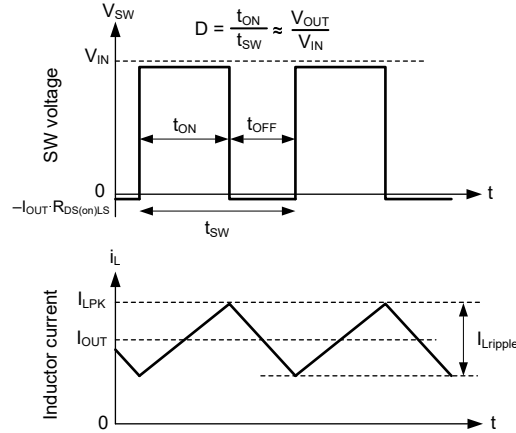 V_SW
D = t_ON / t_SW ≈ V_OUT / V_IN
V_IN
SW voltage
t_ON
t_OFF
0
t
–I_OUT·R_DS(on)LS
t_SW
i_L
I_LPK
I_OUT
Inductor current
I_Lripple
0
t